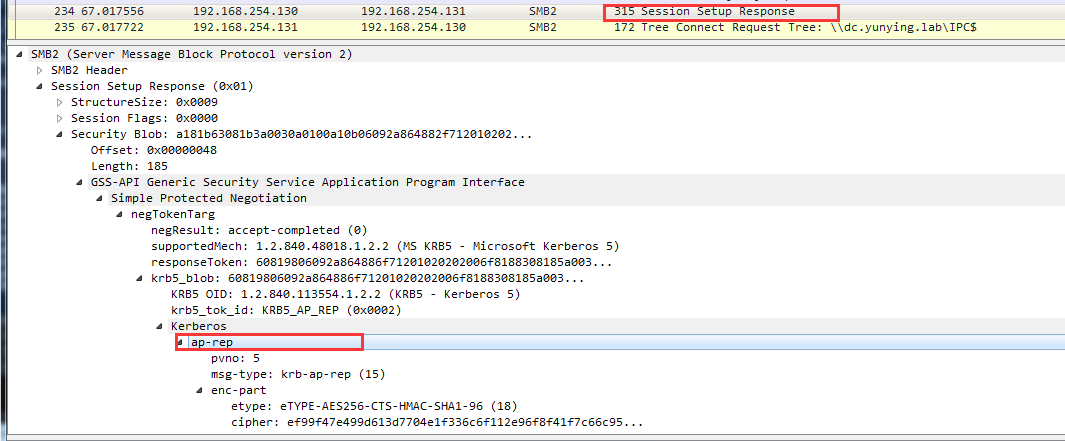 234 67.017556 192.168.254.130 192.168.254.131 SMB2 315 Session Setup Response
235 67.017722 192.168.254.131 192.168.254.130 SMB2 172 Tree Connect Request Tree: \\dc.yunying.lab\IPC$
SMB2 (Server Message Block Protocol version 2)
SMB2 Header
Session Setup Response (0x01)
StructureSize: 0x0009
Session Flags: 0x0000
Security Blob: a181b63081b3a0030a0100a10b06092a864882f712010202...
Offset: 0x00000048
Length: 185
GSS-API Generic Security Service Application Program Interface
Simple Protected Negotiation
negTokenTarg
negResult: accept-completed (0)
supportedMech: 1.2.840.48018.1.2.2 (MS KRB5 - Microsoft Kerberos 5)
responseToken: 60819806092a864886f71201020202006f8188308185a003...
krb5_blob: 60819806092a864886f71201020202006f8188308185a003...
KRB5 OID: 1.2.840.113554.1.2.2 (KRB5 - Kerberos 5)
krb5_tok_id: KRB5_AP_REP (0x0002)
Kerberos
ap-rep
pvno: 5
msg-type: krb-ap-rep (15)
enc-part
etype: eTYPE-AES256-CTS-HMAC-SHA1-96 (18)
cipher: ef99f47e499d613d7704e1f336c6f112e96f8f41f7c66c95...